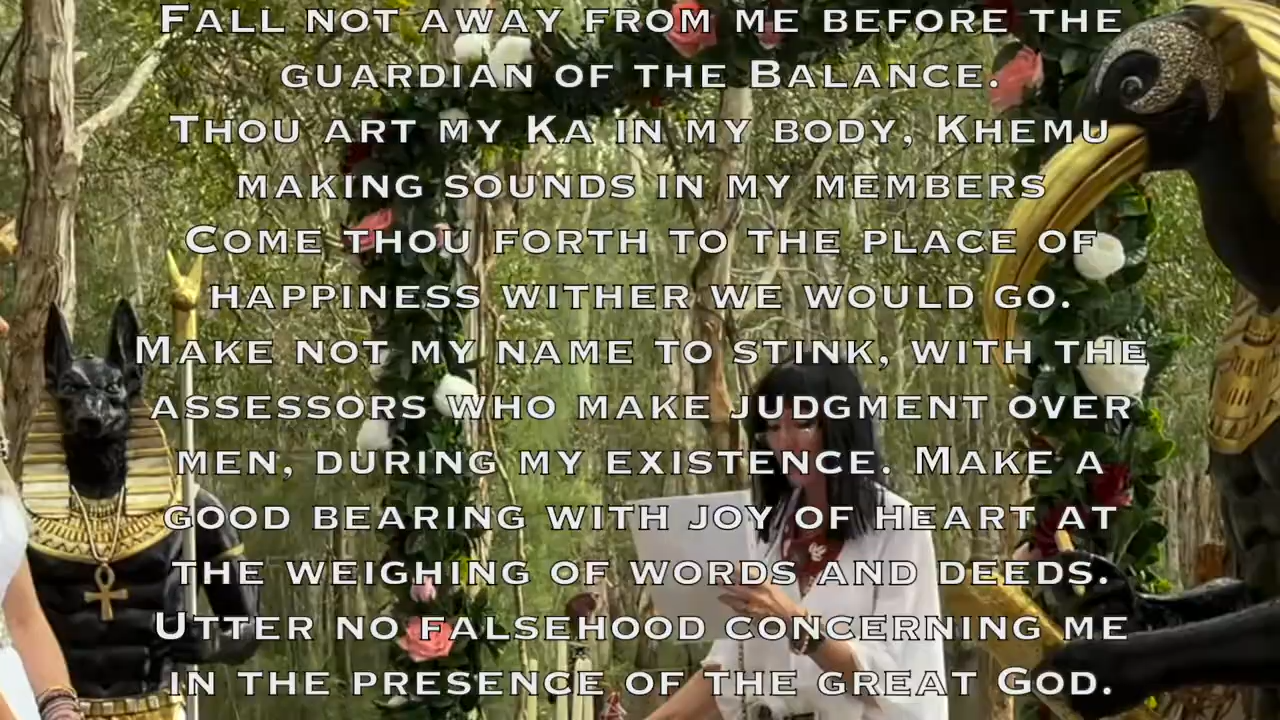 Fall not away from me before the
guardian of the Balance.
Thou art my Ka in my body, Khemu
making sounds in my members
Come thou forth to the place of
happiness wither we would go.
Make not my name to stink, with the
assessors who make judgment over
men, during my existence. Make a
good bearing with joy of heart at
the weighing of words and deeds.
Utter no falsehood concerning me
in the presence of the great God.